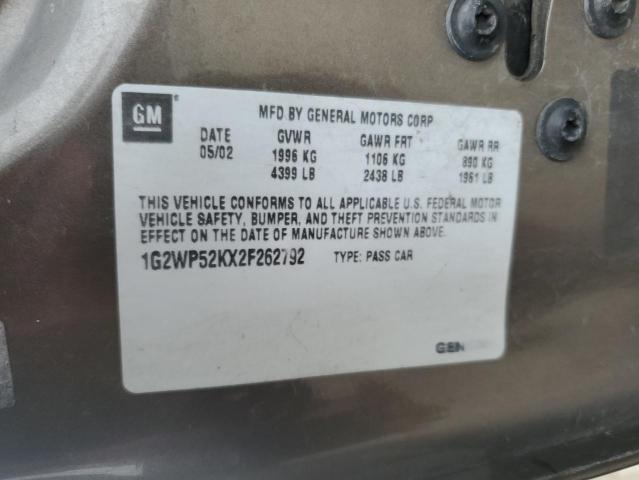 GM
MFD BY GENERAL MOTORS CORP
DATE GVWR GAWR FRT GAWR RR
05/02 1996 KG 1106 KG 890 KG
4399 LB 2438 LB 1961 LB
THIS VEHICLE CONFORMS TO ALL APPLICABLE U.S. FEDERAL MOTOR
VEHICLE SAFETY, BUMPER, AND THEFT PREVENTION STANDARDS IN
EFFECT ON THE DATE OF MANUFACTURE SHOWN ABOVE.
1G2WP52KX2F262792 TYPE: PASS CAR